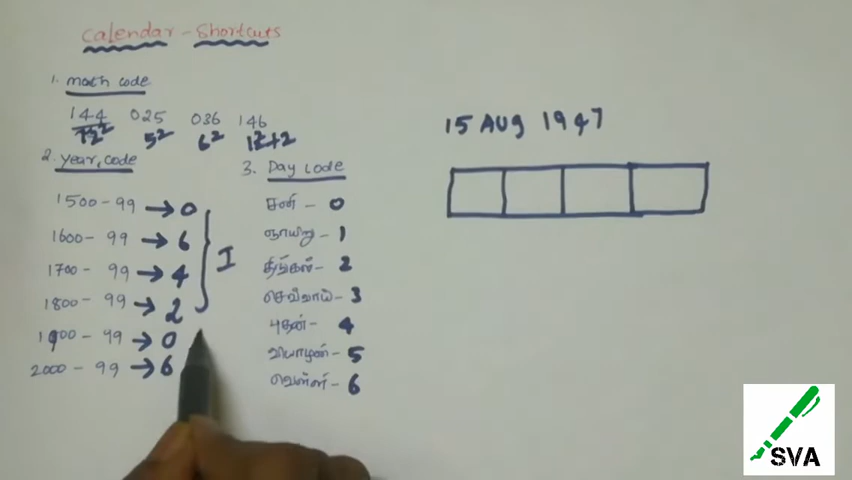 Calendar - Shortcuts
1. Math code
144 025 036 146
12² 5² 6² 12²+2
2. Year code
1500-99 → 0
1600-99 → 6
1700-99 → 4
1800-99 → 2
1900-99 → 0
2000-99 → 6
I
3. Day code
சனி - 0
ஞாயிறு - 1
திங்கள் - 2
செவ்வாய் - 3
புதன் - 4
வியாழன் - 5
வெள்ளி - 6
15 AUG 1947
SVA